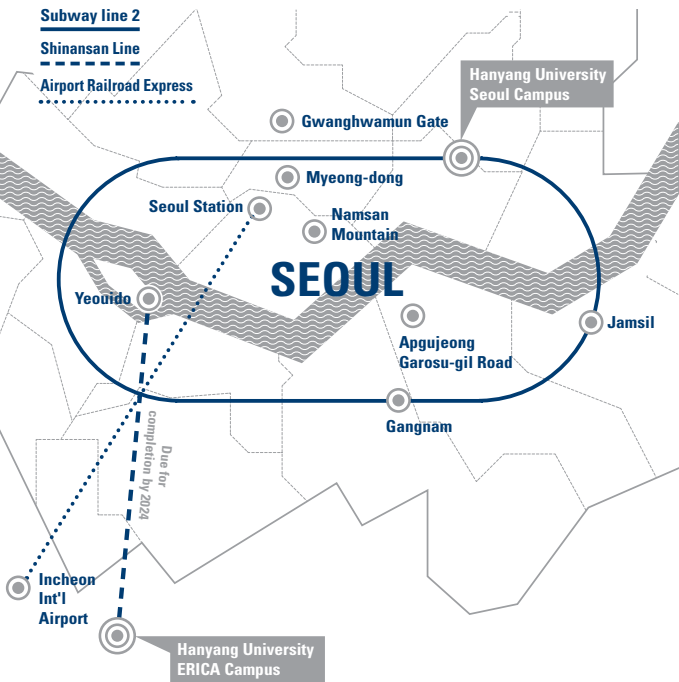 Subway line 2
Shinansan Line
Airport Railroad Express
Hanyang University
Seoul Campus
Gwanghwamun Gate
Myeong-dong
Seoul Station
Namsan
Mountain
SEOUL
Yeouido
Jamsil
Apgujeong
Garosu-gil Road
Gangnam
Due for
completion by 2024
Incheon
Int'l
Airport
Hanyang University
ERICA Campus